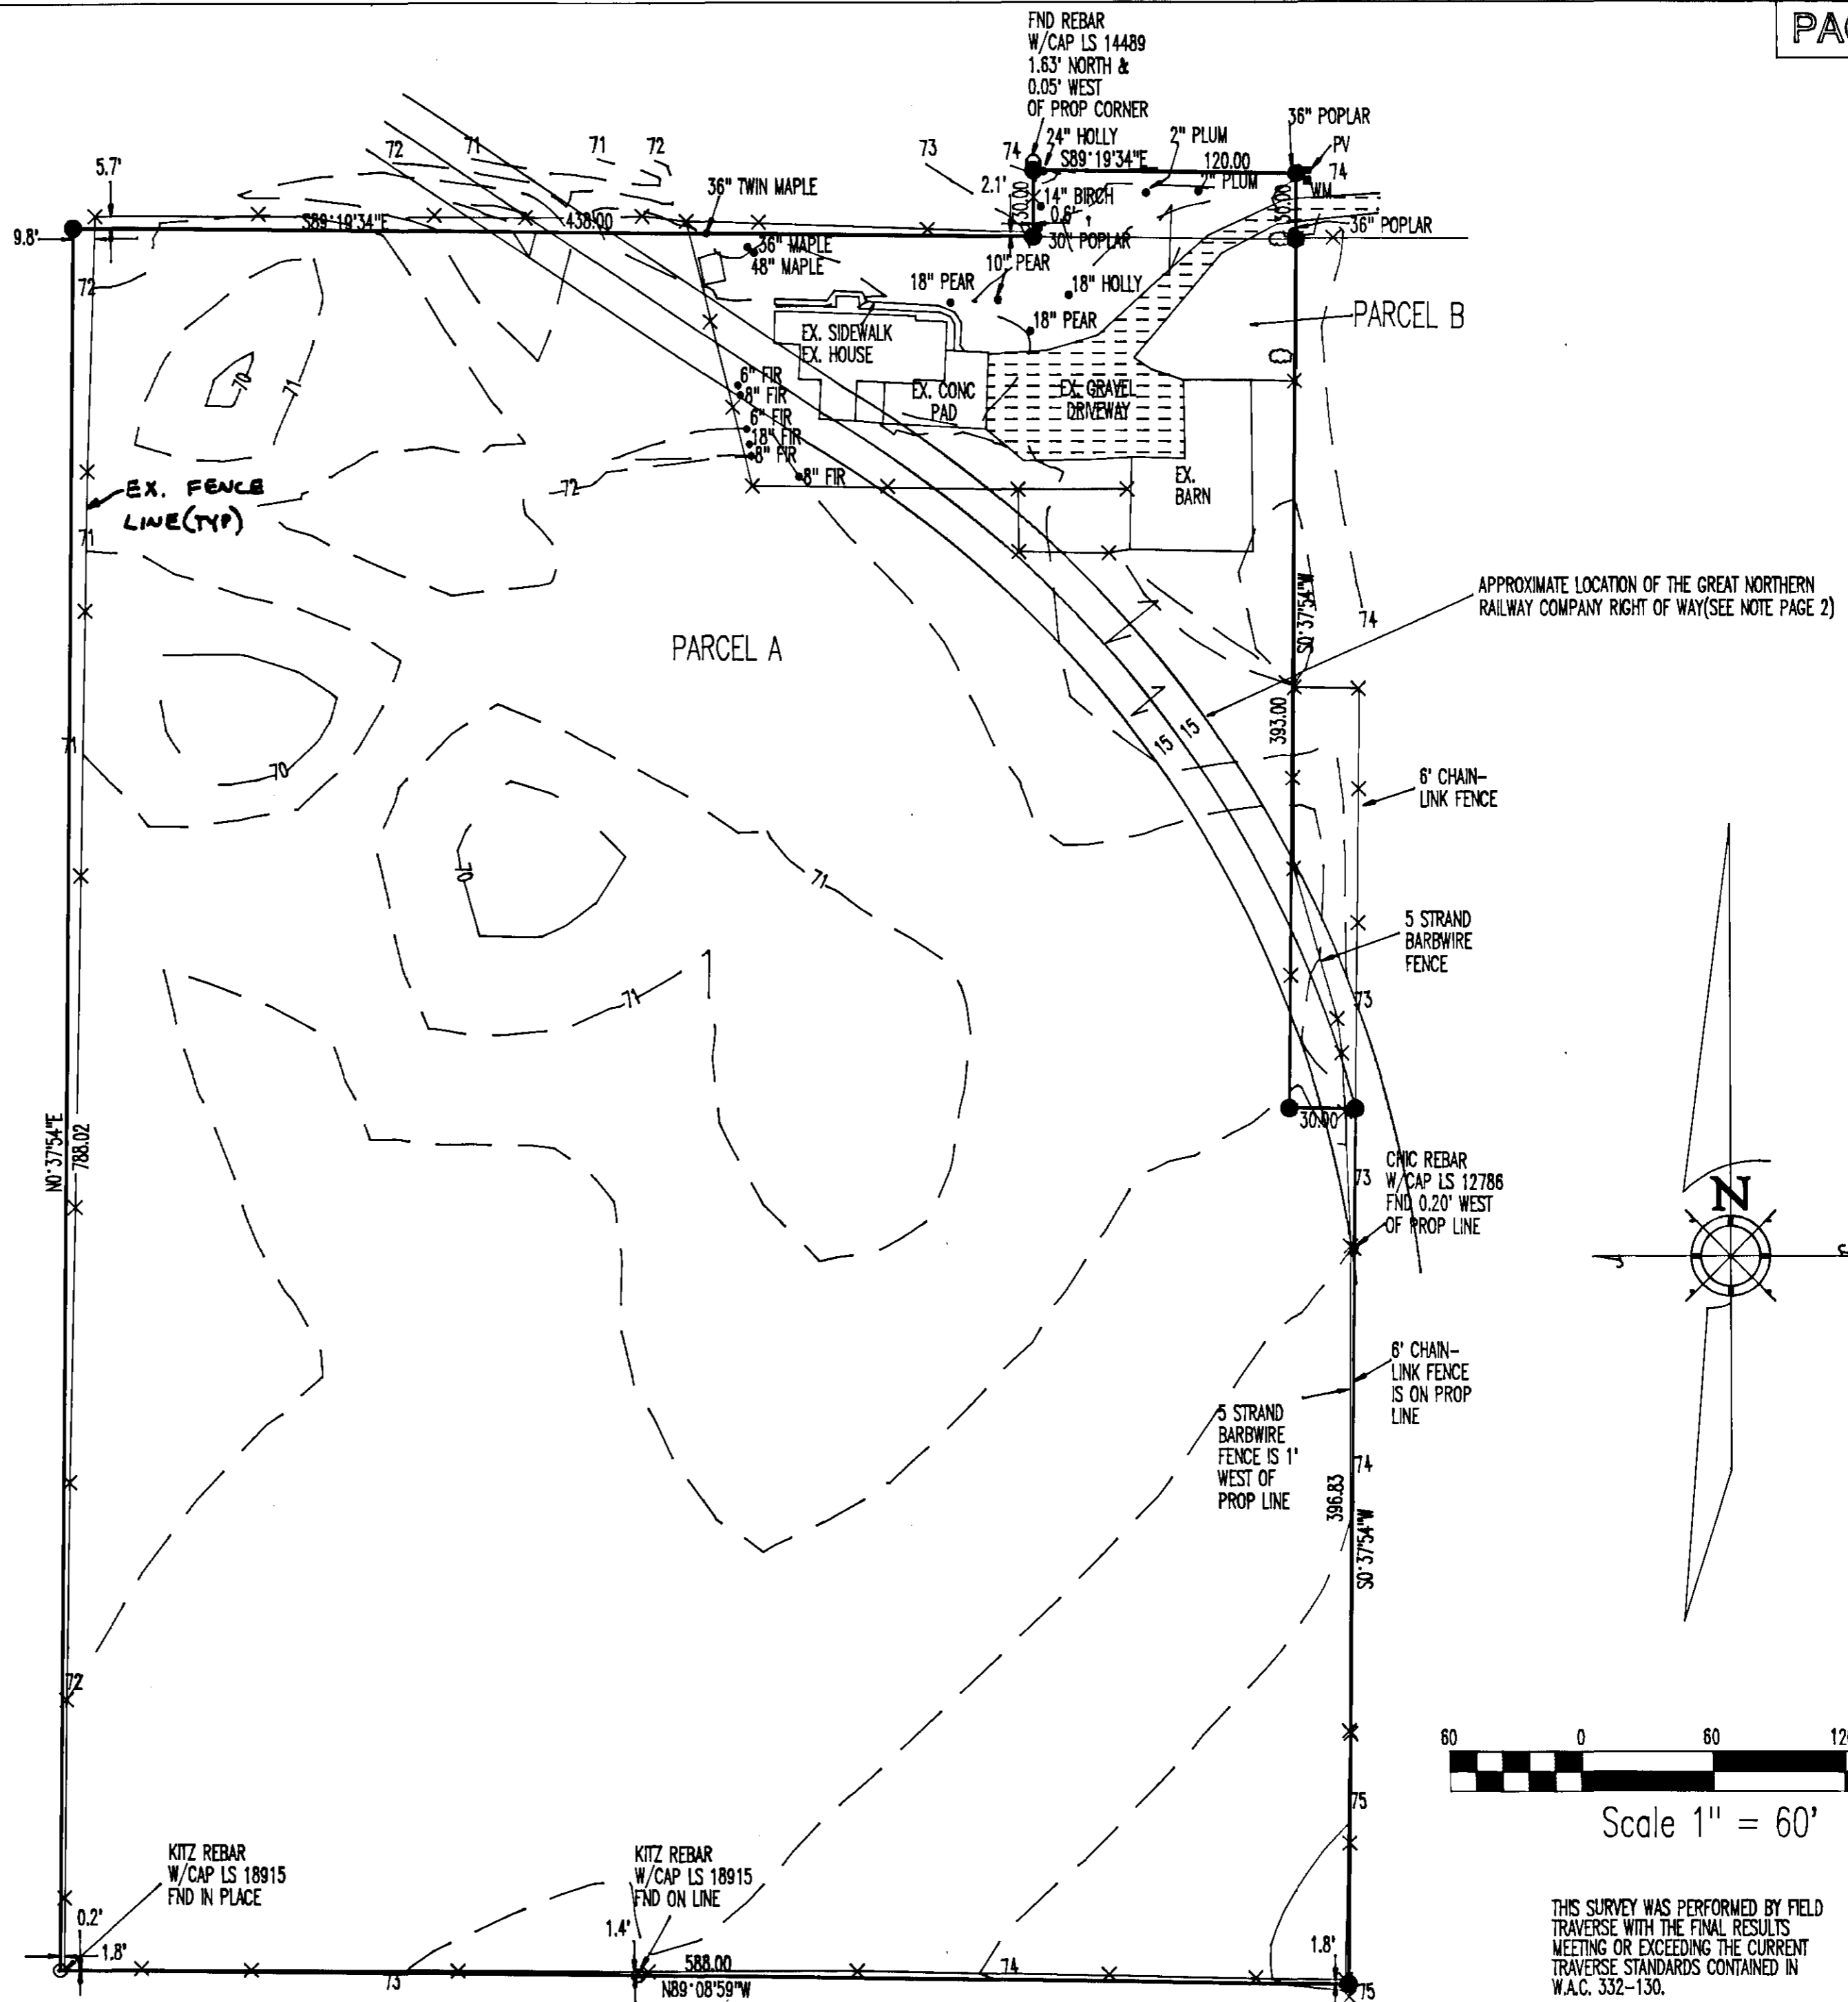 FND REBAR
W/CAP LS 14489
1.63' NORTH &
0.05' WEST
OF PROP CORNER
36" POPLAR
PV
74
WM
24" HOLLY
2" PLUM
74
S89°19'34"E
120.00
2" PLUM
73
72
71
71
72
5.7'
36" TWIN MAPLE
2.1'
30.00
14" BIRCH
0.6'
30.00
36" POPLAR
9.8'
S89°19'34"E
438.00
30" POPLAR
36" MAPLE
48" MAPLE
10" PEAR
18" PEAR
18" HOLLY
18" PEAR
72
PARCEL B
EX. SIDEWALK
EX. HOUSE
70
71
6" FIR
8" FIR
6" FIR
18" FIR
8" FIR
8" FIR
EX. CONC
PAD
EX. GRAVEL
DRIVEWAY
EX.
BARN
72
EX. FENCE
LINE(TYP)
71
APPROXIMATE LOCATION OF THE GREAT NORTHERN
RAILWAY COMPANY RIGHT OF WAY(SEE NOTE PAGE 2)
S0°37'54"W
74
PARCEL A
393.00
15
15
71
70
6' CHAIN-
LINK FENCE
70
71
5 STRAND
BARBWIRE
FENCE
71
73
30.00
N0°37'54"E
788.02
73
CHIC REBAR
W/CAP LS 12786
FND 0.20' WEST
OF PROP LINE
N
6' CHAIN-
LINK FENCE
IS ON PROP
LINE
5 STRAND
BARBWIRE
FENCE IS 1'
WEST OF
PROP LINE
74
396.83
S0°37'54"W
72
60 0 60
Scale 1" = 60'
75
KITZ REBAR
W/CAP LS 18915
FND IN PLACE
KITZ REBAR
W/CAP LS 18915
FND ON LINE
0.2'
1.8'
1.4'
1.8'
73
588.00
N89°08'59"W
74
75
THIS SURVEY WAS PERFORMED BY FIELD
TRAVERSE WITH THE FINAL RESULTS
MEETING OR EXCEEDING THE CURRENT
TRAVERSE STANDARDS CONTAINED IN
W.A.C. 332-130.